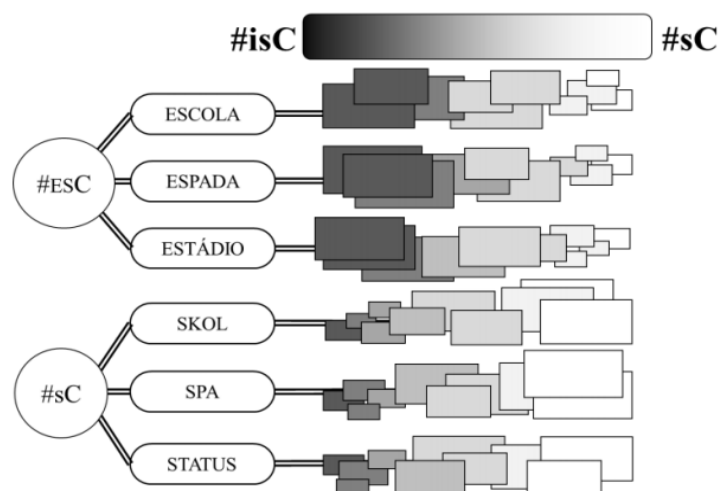 #isC #sC
ESCOLA
#ESC
ESPADA
ESTÁDIO
SKOL
#sC
SPA
STATUS